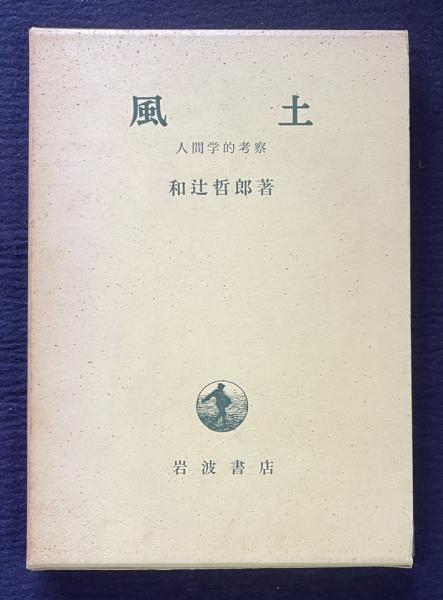 風土
人間学的考察
和辻哲郎著
岩波書店